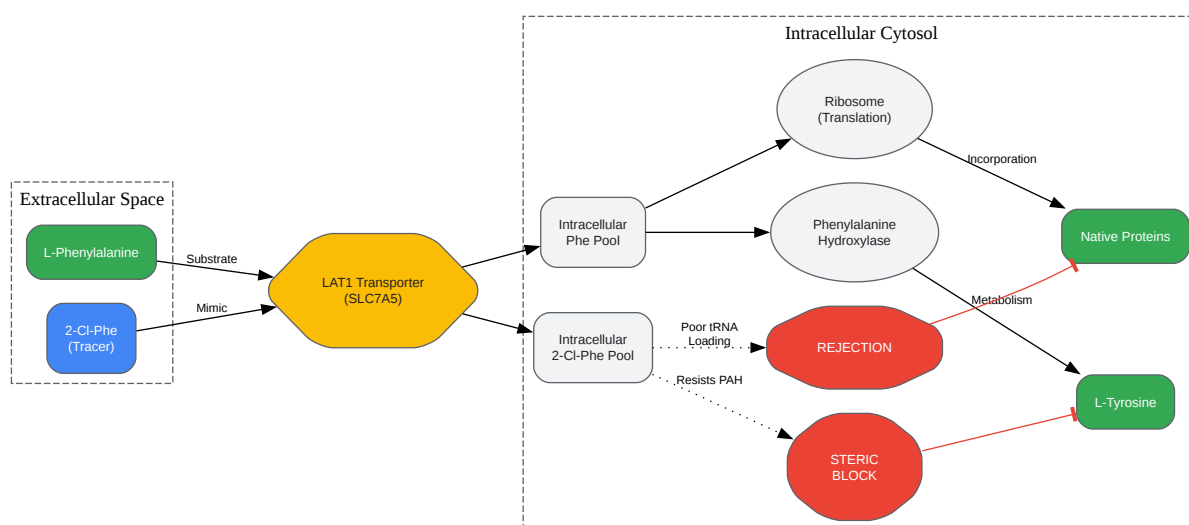 Intracellular Cytosol
Extracellular Space
L-Phenylalanine
2-Cl-Phe
(Tracer)
Substrate
Mimic
LAT1 Transporter
(SLC7A5)
Intracellular
Phe Pool
Intracellular
2-Cl-Phe Pool
Ribosome
(Translation)
Phenylalanine
Hydroxylase
Poor tRNA
Loading
Resists PAH
REJECTION
STERIC
BLOCK
Incorporation
Metabolism
Native Proteins
L-Tyrosine